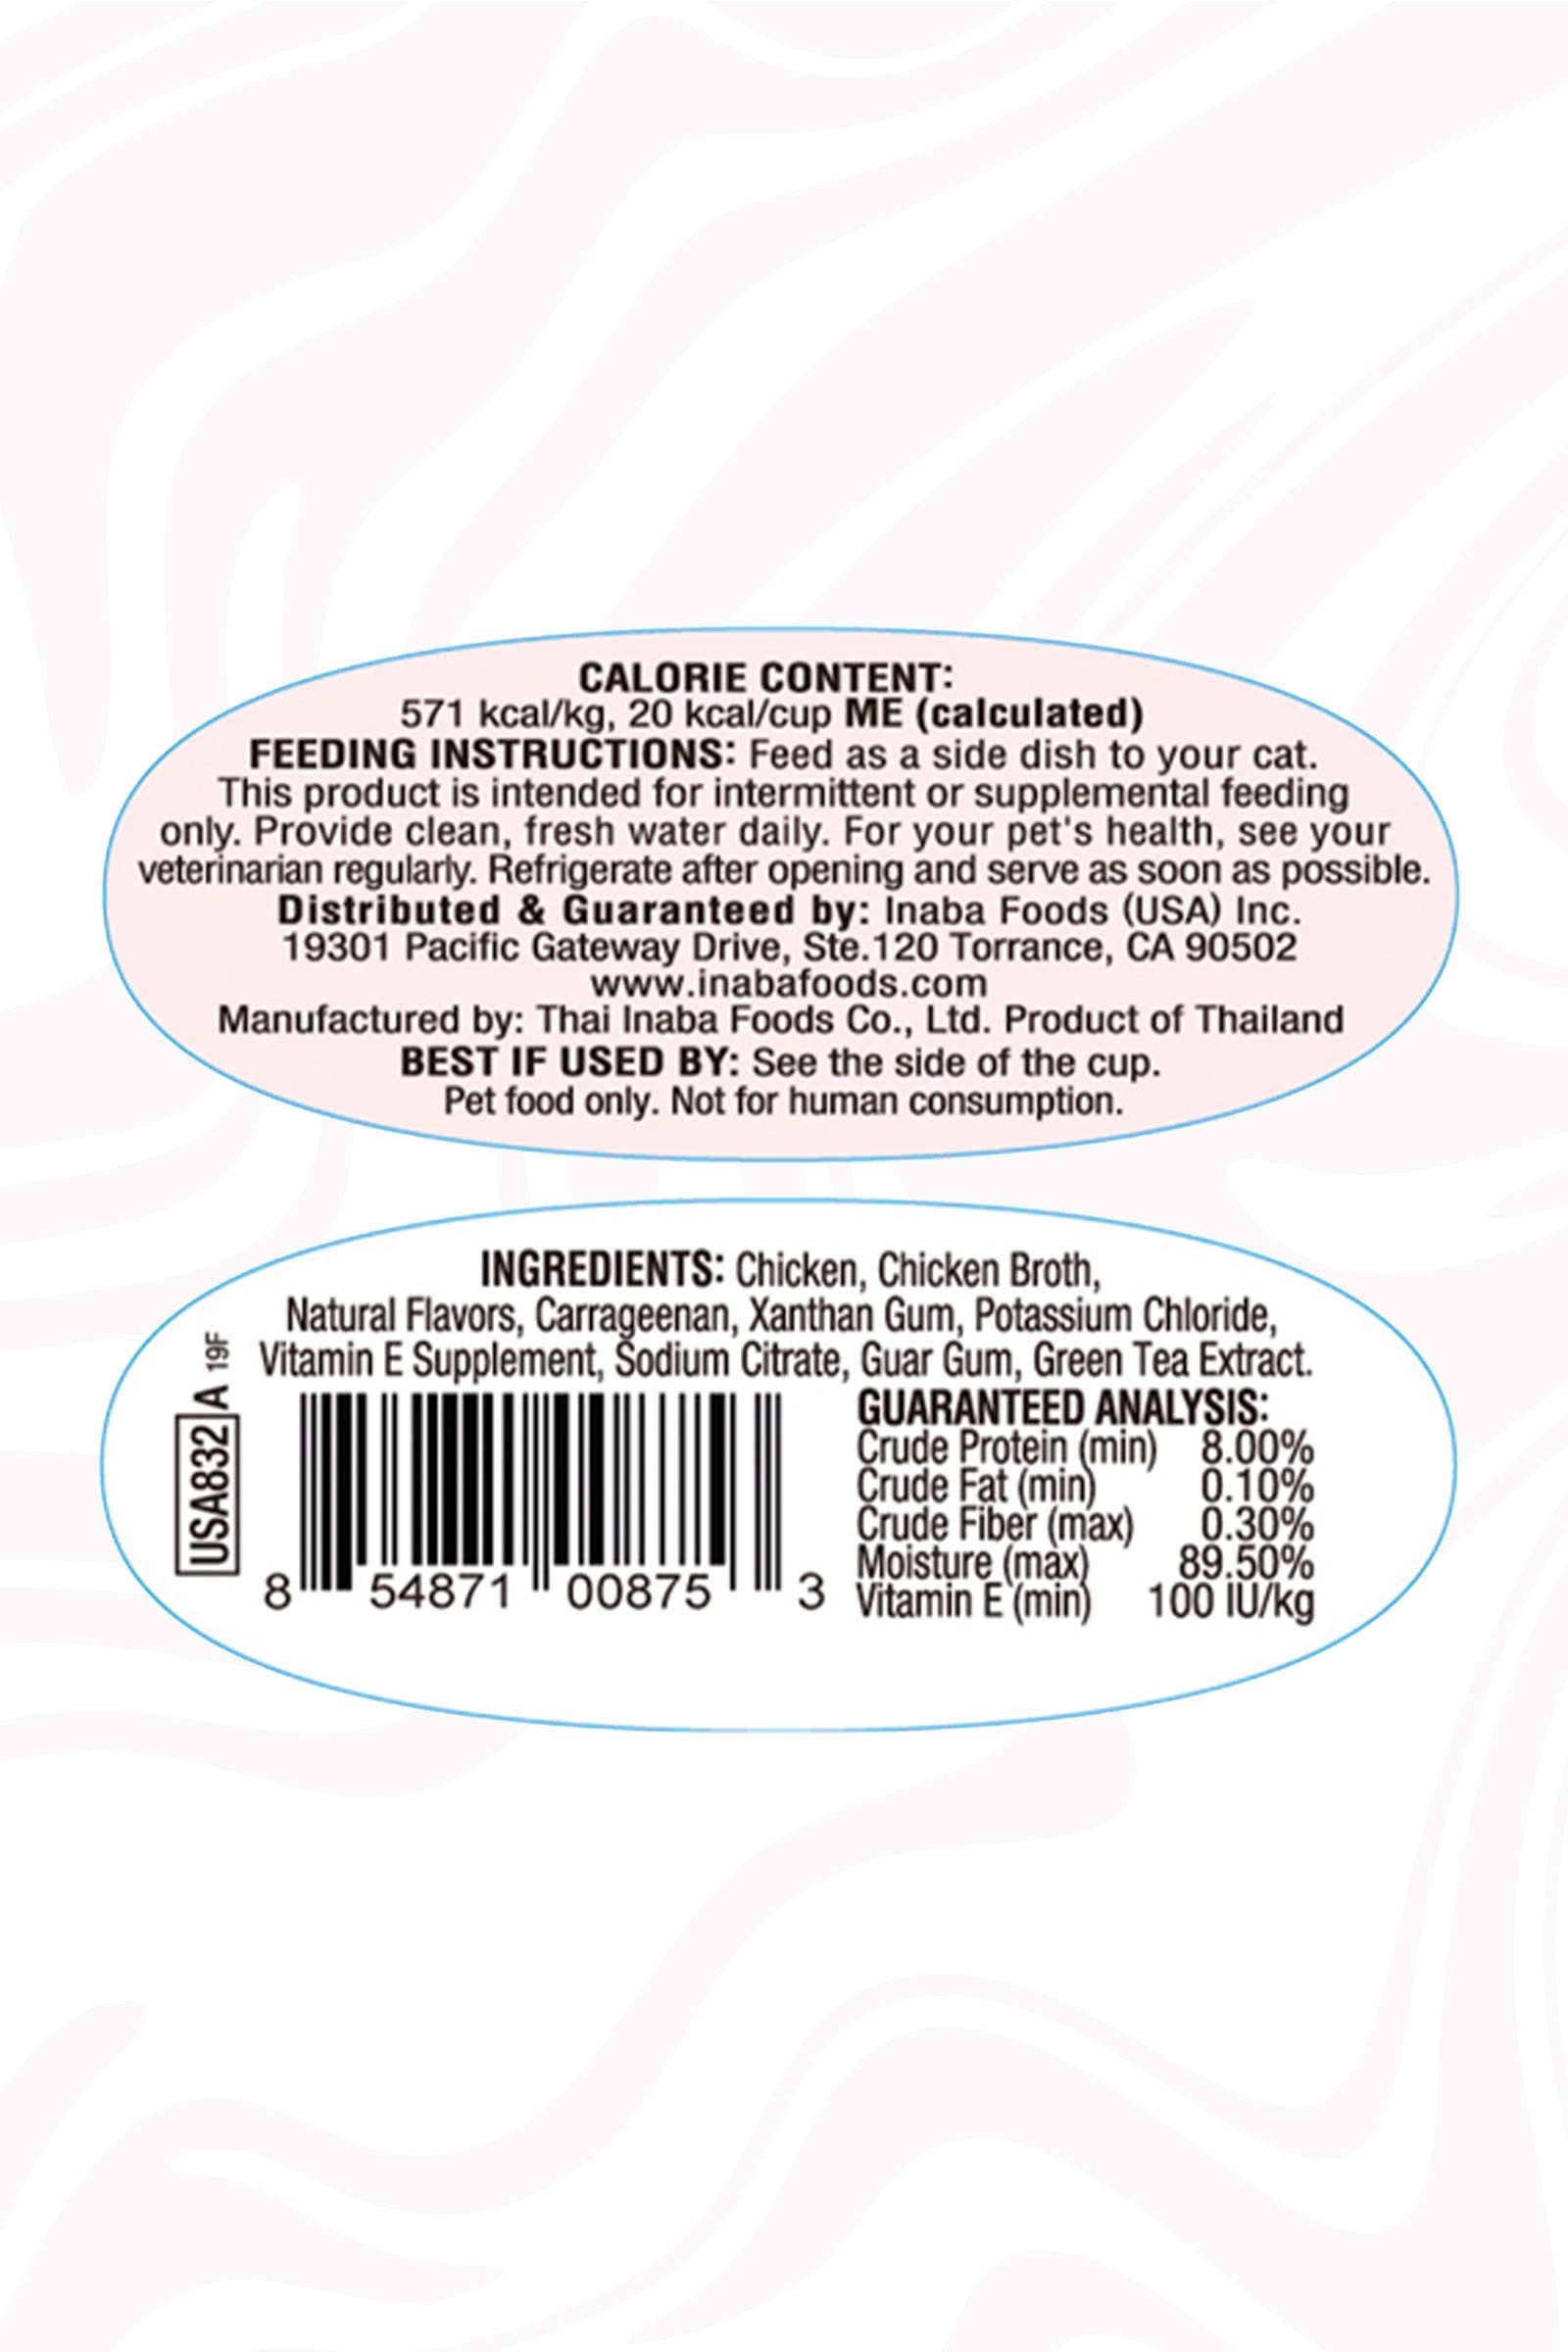 CALORIE CONTENT:
571 kcal/kg, 20 kcal/cup ME (calculated)
FEEDING INSTRUCTIONS: Feed as a side dish to your cat.
This product is intended for intermittent or supplemental feeding
only. Provide clean, fresh water daily. For your pet's health, see your
veterinarian regularly. Refrigerate after opening and serve as soon as possible.
Distributed & Guaranteed by: Inaba Foods (USA) Inc.
19301 Pacific Gateway Drive, Ste.120 Torrance, CA 90502
www.inabafoods.com
Manufactured by: Thai Inaba Foods Co., Ltd. Product of Thailand
BEST IF USED BY: See the side of the cup.
Pet food only. Not for human consumption.
INGREDIENTS: Chicken, Chicken Broth,
Natural Flavors, Carrageenan, Xanthan Gum, Potassium Chloride,
Vitamin E Supplement, Sodium Citrate, Guar Gum, Green Tea Extract.
USA832 A 19F
8 54871 00875 3
GUARANTEED ANALYSIS:
Crude Protein (min) 8.00%
Crude Fat (min) 0.10%
Crude Fiber (max) 0.30%
Moisture (max) 89.50%
Vitamin E (min) 100 IU/kg